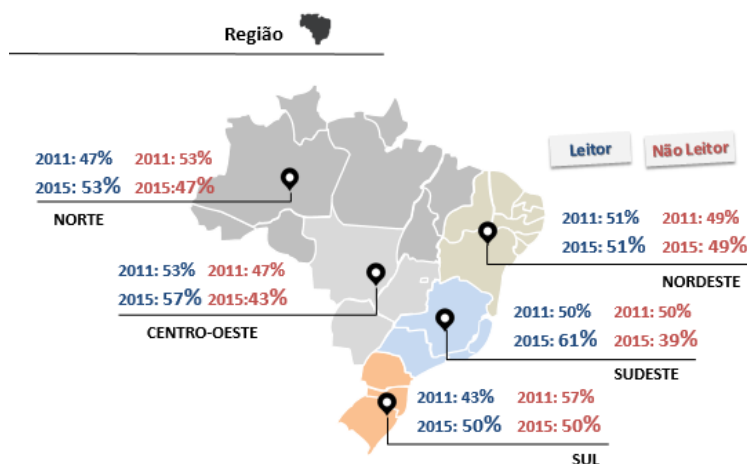 Região
Leitor Não Leitor
2011: 47% 2011: 53%
2015: 53% 2015:47%
NORTE
2011: 51% 2011: 49%
2015: 51% 2015: 49%
NORDESTE
2011: 53% 2011: 47%
2015: 57% 2015:43%
CENTRO-OESTE
2011: 50% 2011: 50%
2015: 61% 2015: 39%
SUDESTE
2011: 43% 2011: 57%
2015: 50% 2015: 50%
SUL